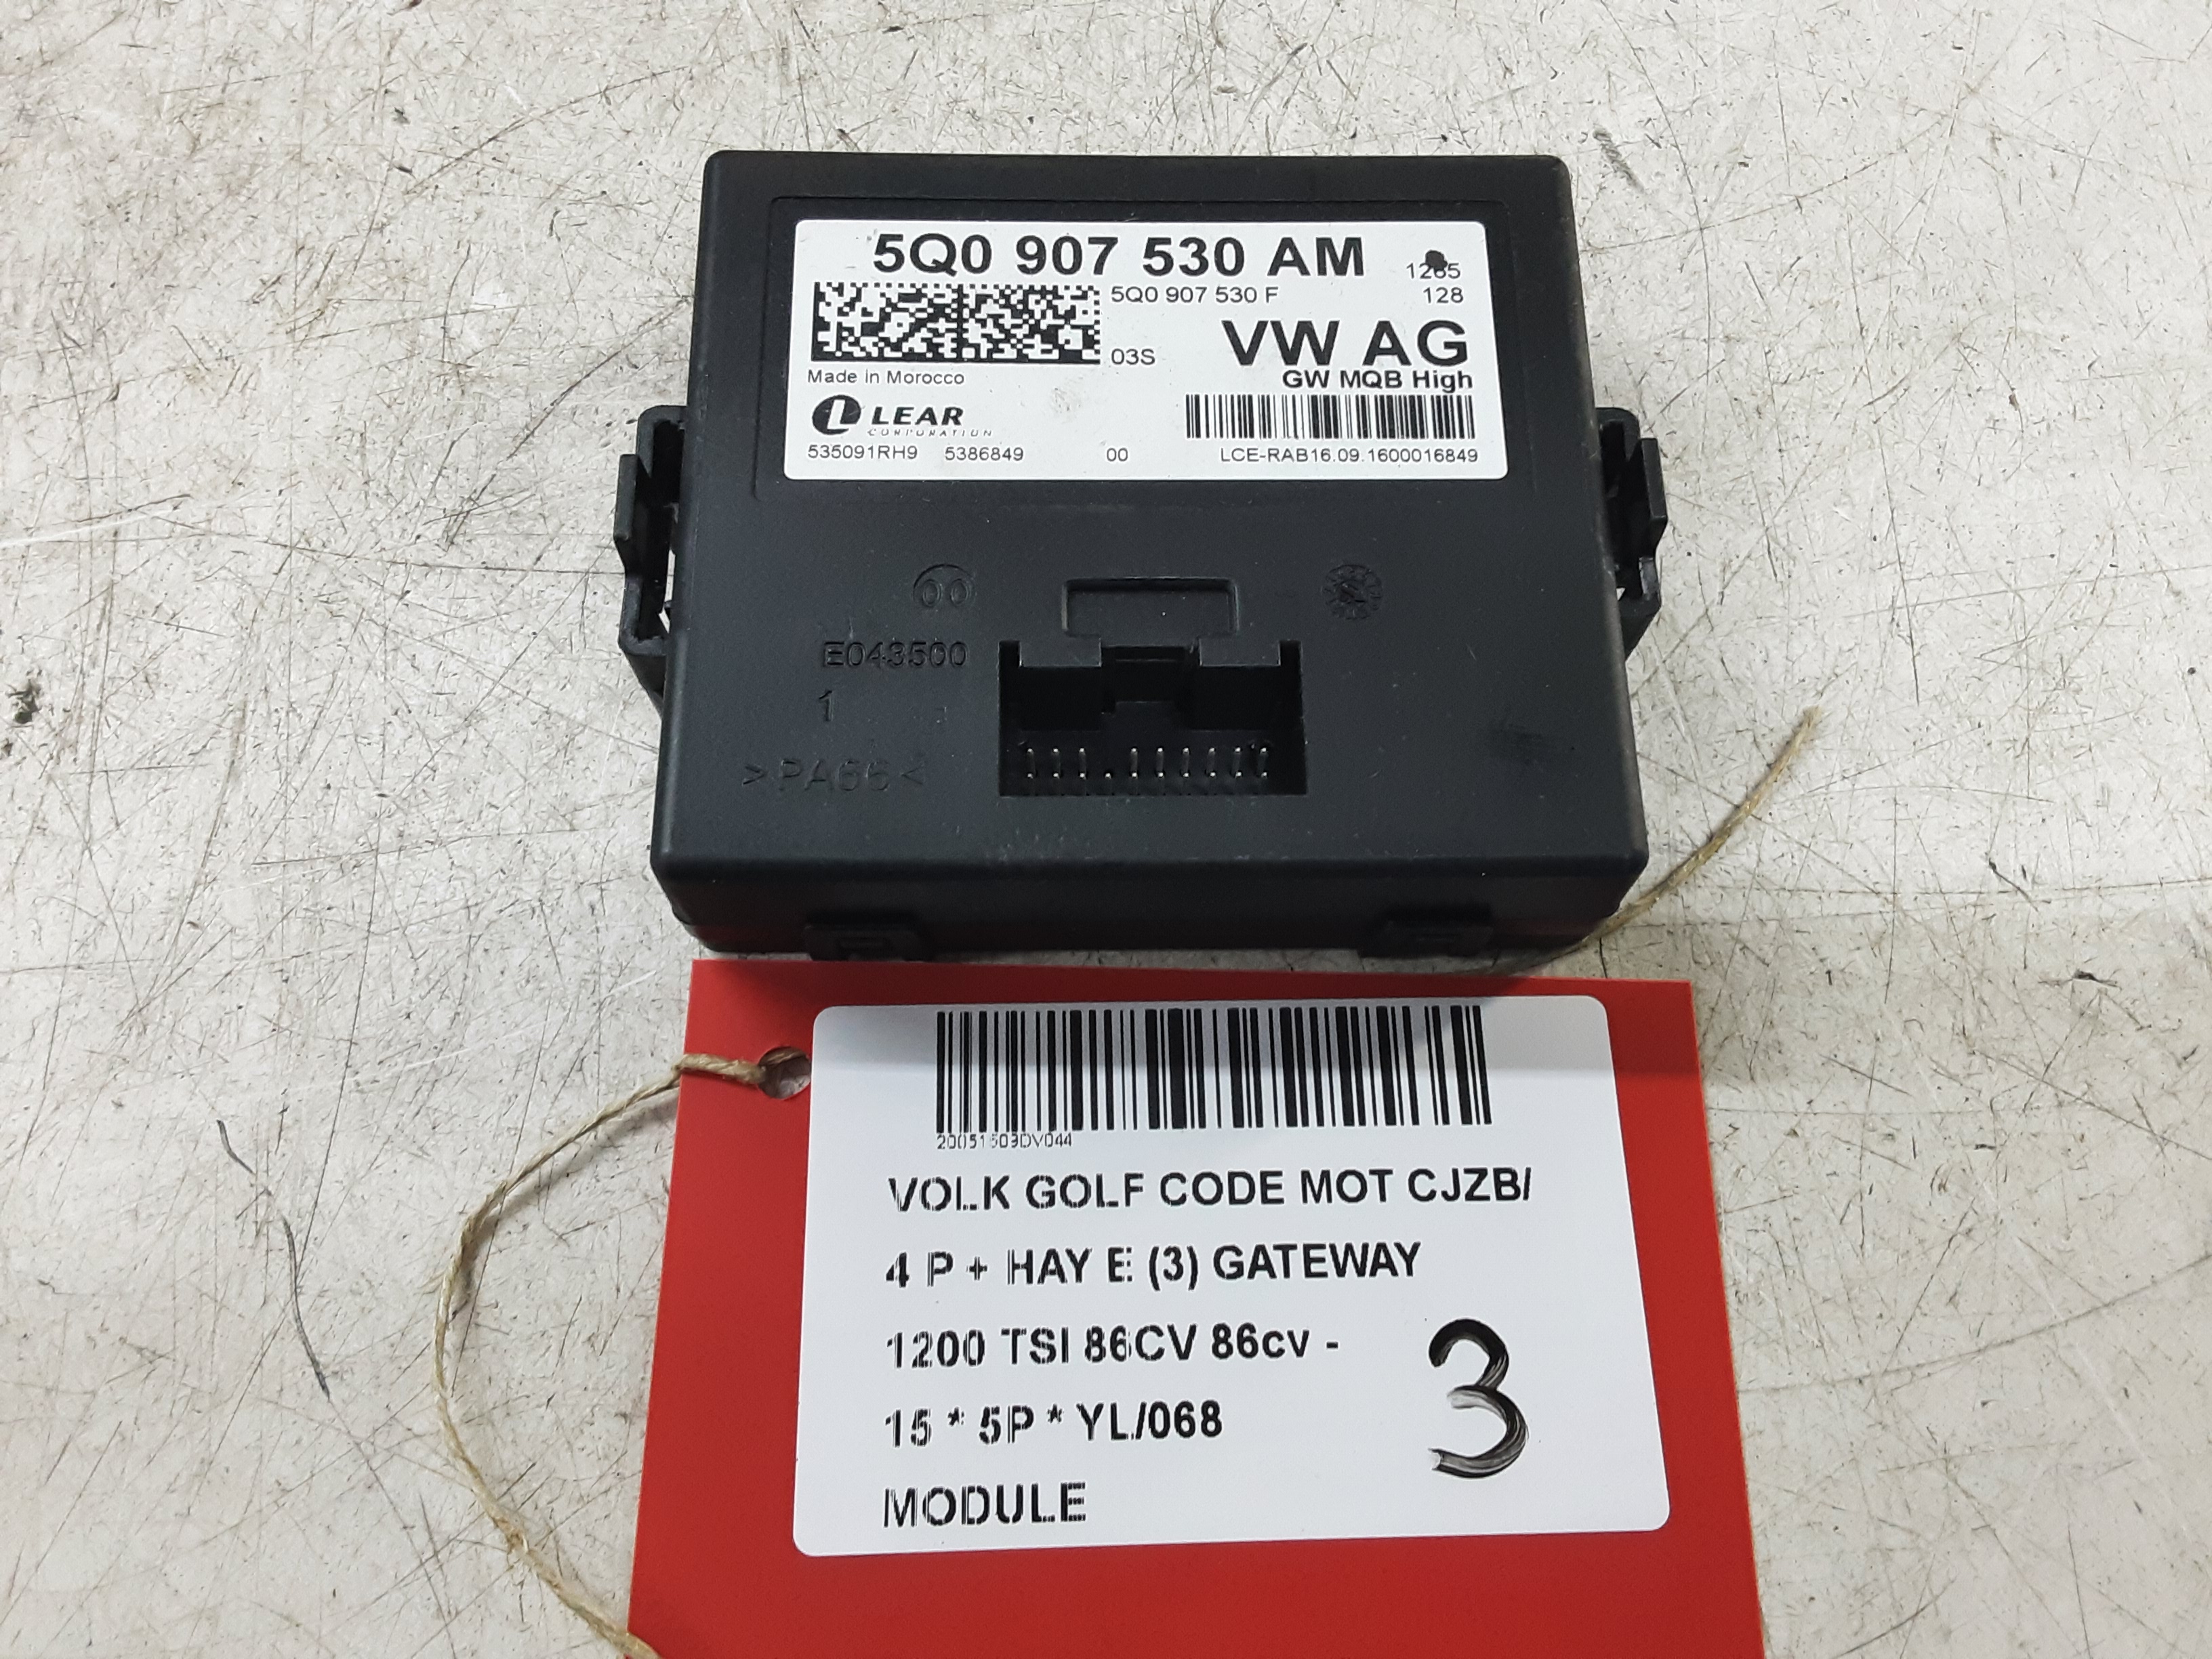 5Q0 907 530 AM
5Q0 907 530 F 128
03S VW AG
Made in Morocco GW MQB High
LEAR
CORPORATION
535091RH9 5386849 00 LCE-RAB16.09.1600016849
00
E043500
1
>PA66<
20051503DV044
VOLK GOLF CODE MOT CJZB/
4 P + HAY E (3) GATEWAY
1200 TSI 86CV 86cv -
15 * 5P * YL/068
MODULE
3